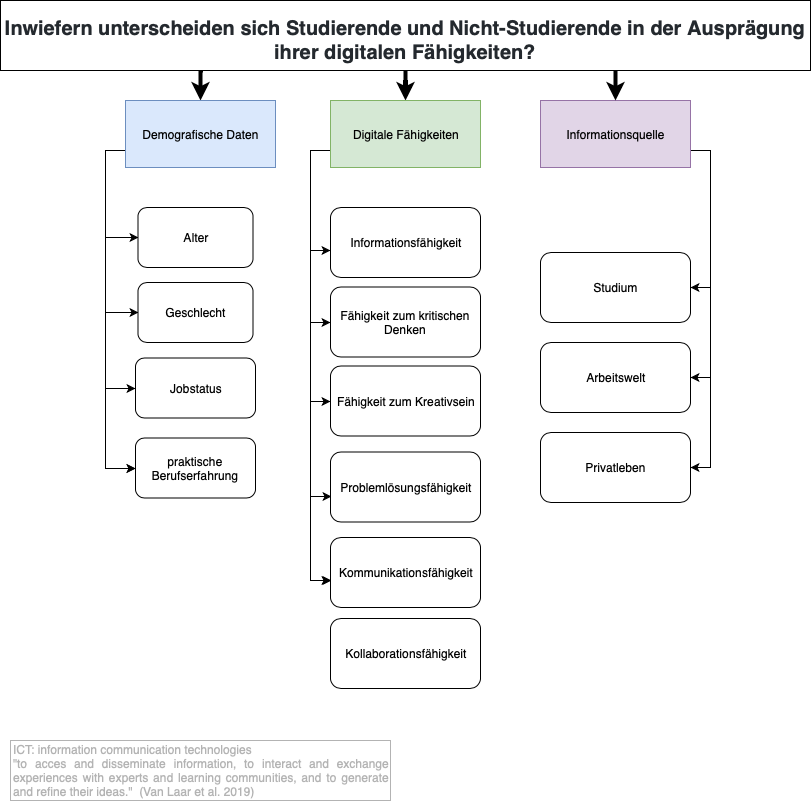 Inwiefern unterscheiden sich Studierende und Nicht-Studierende in der Ausprägung
ihrer digitalen Fähigkeiten?
Demografische Daten
Alter
Geschlecht
Jobstatus
praktische
Berufserfahrung
Digitale Fähigkeiten
Informationsfähigkeit
Fähigkeit zum kritischen
Denken
Fähigkeit zum Kreativsein
Problemlösungsfähigkeit
Kommunikationsfähigkeit
Kollaborationsfähigkeit
Informationsquelle
Studium
Arbeitswelt
Privatleben
ICT: information communication technologies
"to acces and disseminate information, to interact and exchange
experiences with experts and learning communities, and to generate
and refine their ideas." (Van Laar et al. 2019)